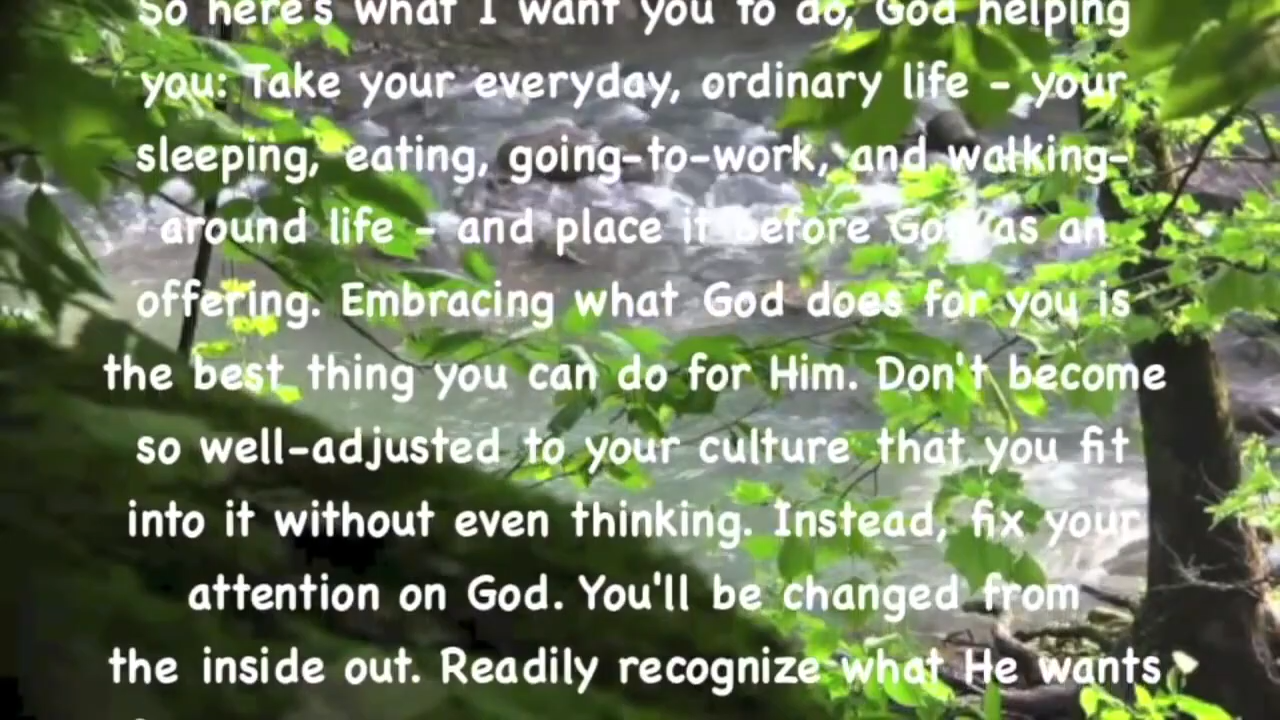 So here's what I want you to do, God helping
you: Take your everyday, ordinary life - your
sleeping, eating, going-to-work, and walking-
around life - and place it before God as an
offering. Embracing what God does for you is
the best thing you can do for Him. Don't become
so well-adjusted to your culture that you fit
into it without even thinking. Instead, fix your
attention on God. You'll be changed from
the inside out. Readily recognize what He wants